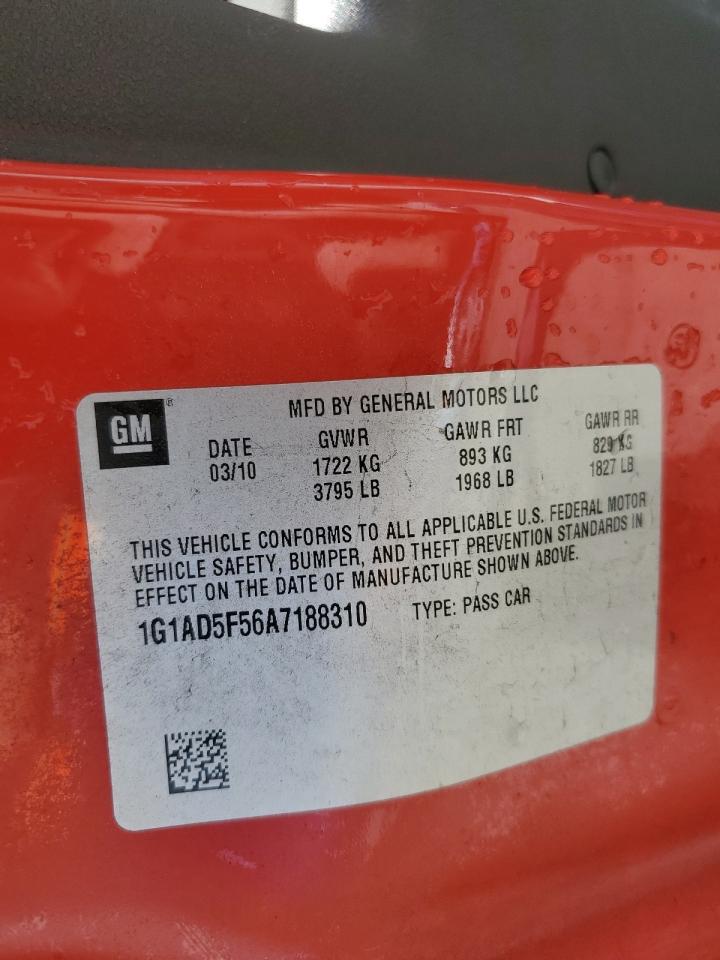 GM®
MFD BY GENERAL MOTORS LLC
DATE GVWR GAWR FRT GAWR RR
03/10 1722 KG 893 KG 829 KG
3795 LB 1968 LB 1827 LB
THIS VEHICLE CONFORMS TO ALL APPLICABLE U.S. FEDERAL MOTOR
VEHICLE SAFETY, BUMPER, AND THEFT PREVENTION STANDARDS IN
EFFECT ON THE DATE OF MANUFACTURE SHOWN ABOVE.
1G1AD5F56A7188310 TYPE: PASS CAR